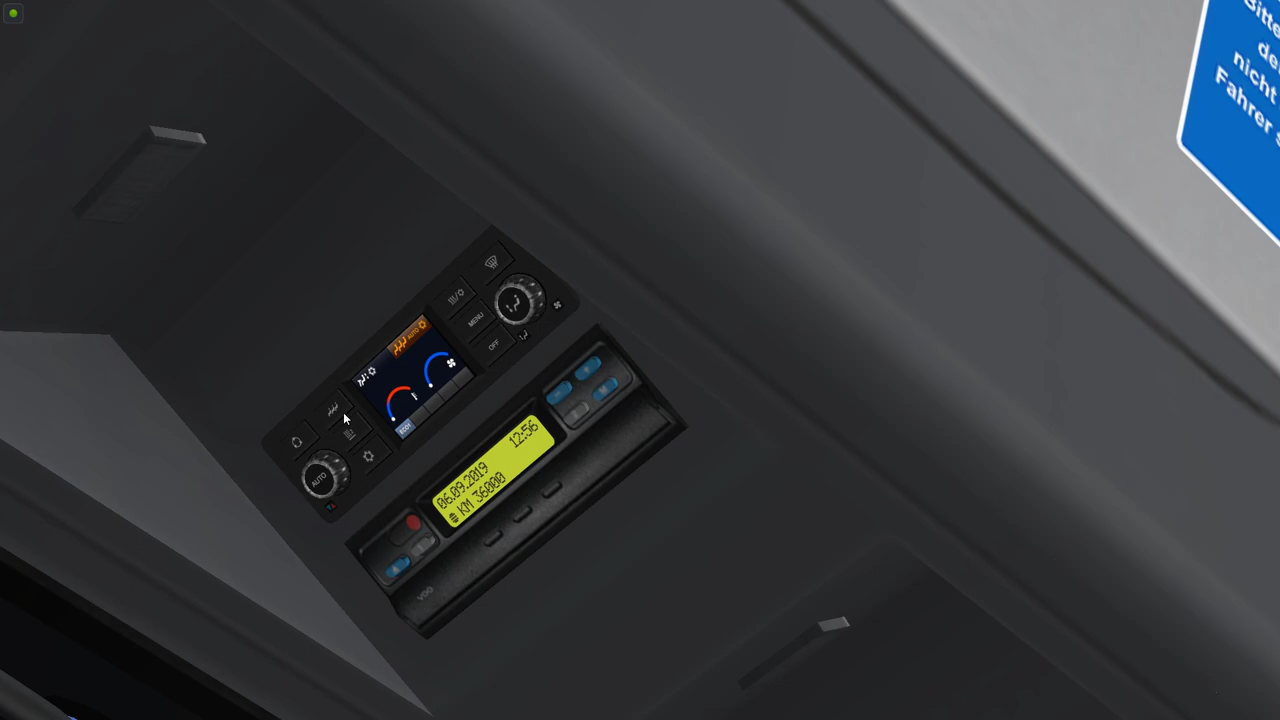 Bitte
de
nicht
Fahrer s
AUTO
MENU
OFF
ECO!
AUTO
12:56
06.09.2019
KM 36000
VDO